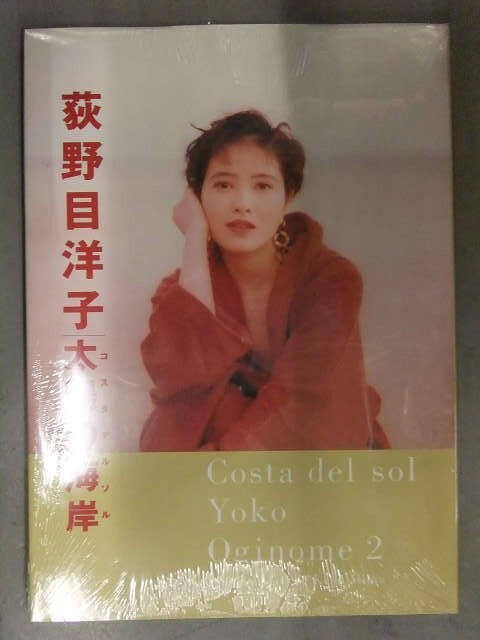 荻野目洋子
太陽の海岸
コスタデルソル
Costa del sol
Yoko
Oginome 2